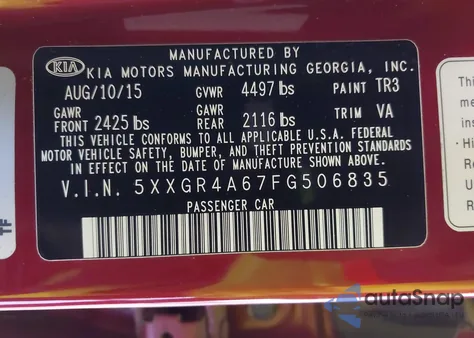 MANUFACTURED BY
KIA KIA MOTORS MANUFACTURING GEORGIA, INC.
AUG/10/15 GVWR 4497 lbs PAINT TR3
GAWR GAWR
FRONT 2425 lbs REAR 2116 lbs TRIM VA
THIS VEHICLE CONFORMS TO ALL APPLICABLE U.S.A. FEDERAL
MOTOR VEHICLE SAFETY, BUMPER, AND THEFT PREVENTION STANDARDS
IN EFFECT ON THE DATE OF MANUFACTURE SHOWN ABOVE.
V.I.N. 5XXGR4A67FG506835
PASSENGER CAR
autoSnap